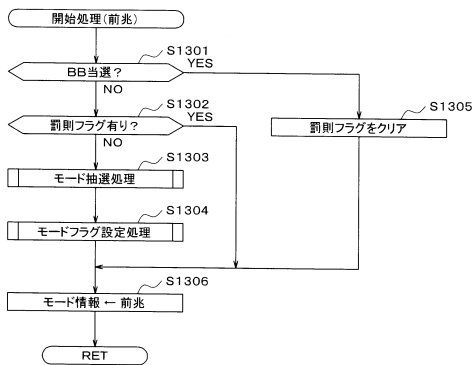 開始処理(前兆)
S1301
BB当選？
YES
NO
S1302
罰則フラグ有り？
YES
NO
S1305
罰則フラグをクリア
S1303
モード抽選処理
S1304
モードフラグ設定処理
S1306
モード情報 ← 前兆
RET